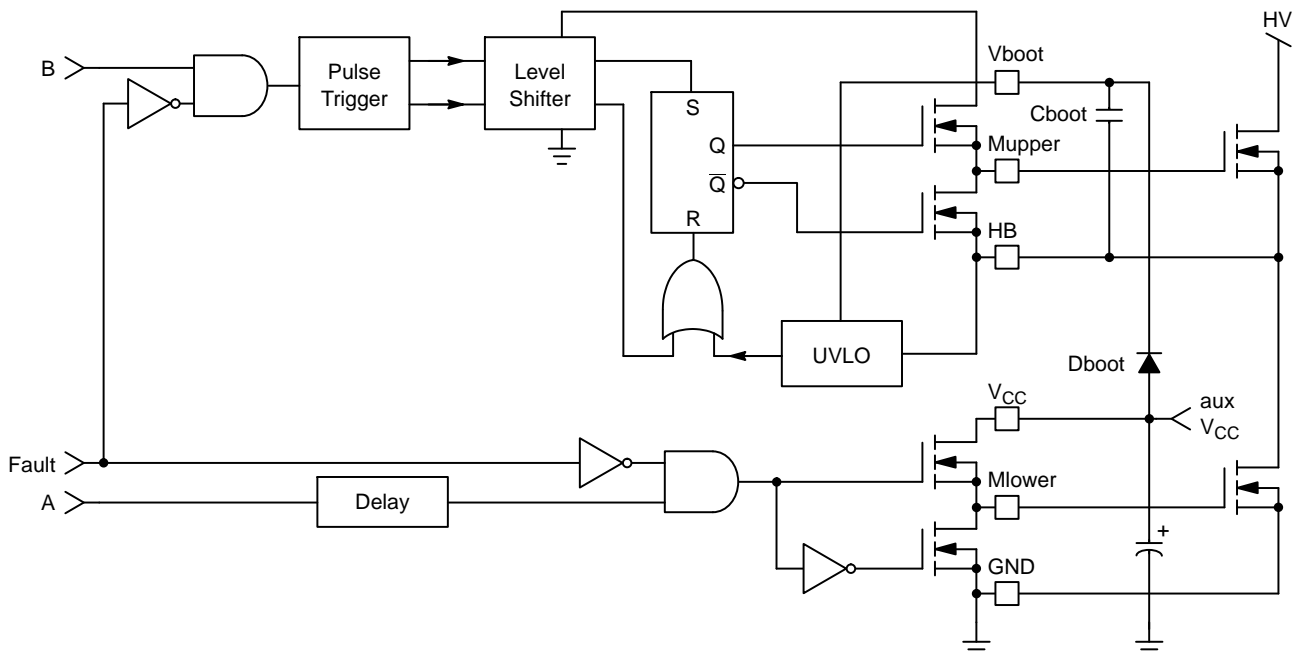 HV
Vboot
B
Pulse
Trigger
Level
Shifter
Cboot
S
Q
Mupper
Q
R
HB
UVLO
Dboot
VCC
aux
VCC
Fault
A
Delay
Mlower
+
GND